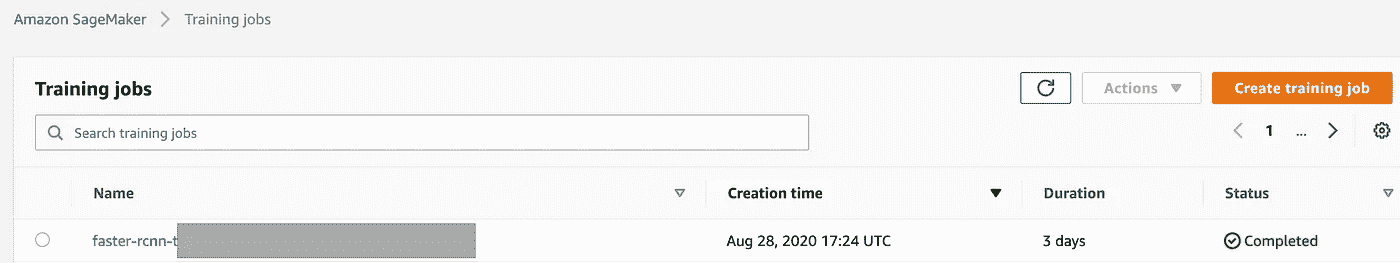 Amazon SageMaker > Training jobs
Training jobs
Actions
Create training job
Search training jobs
1 ...
Name Creation time Duration Status
faster-rcnn-t Aug 28, 2020 17:24 UTC 3 days Completed